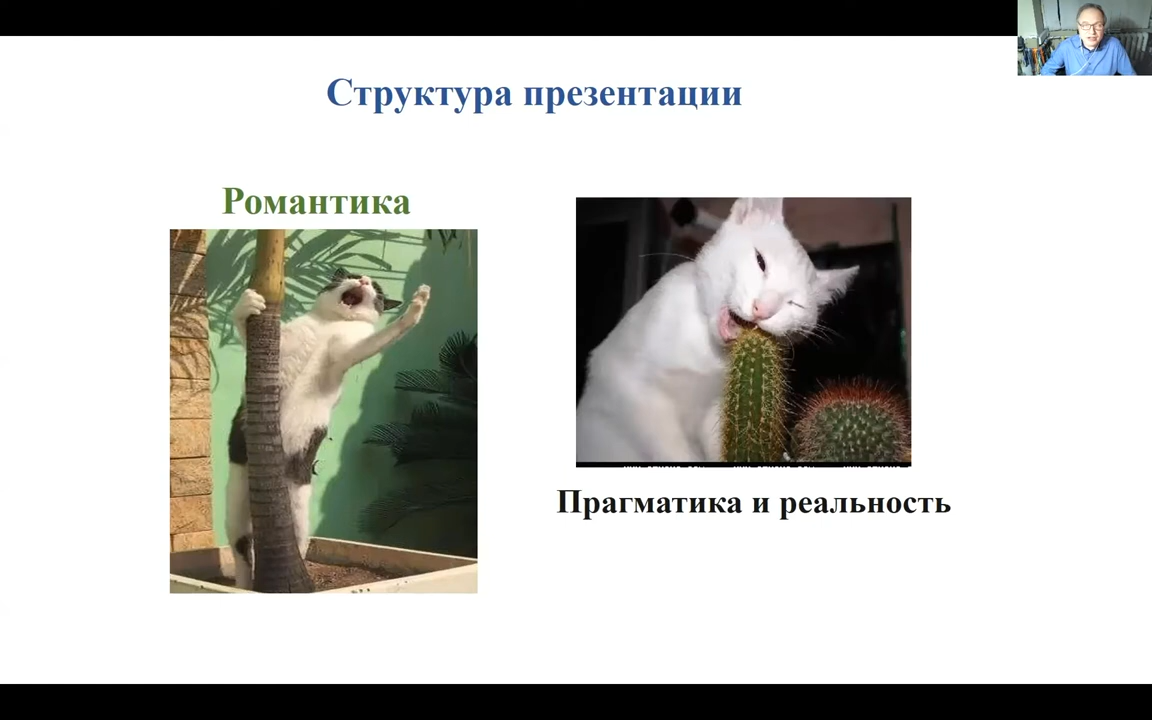 Структура презентации
Романтика
Прагматика и реальность